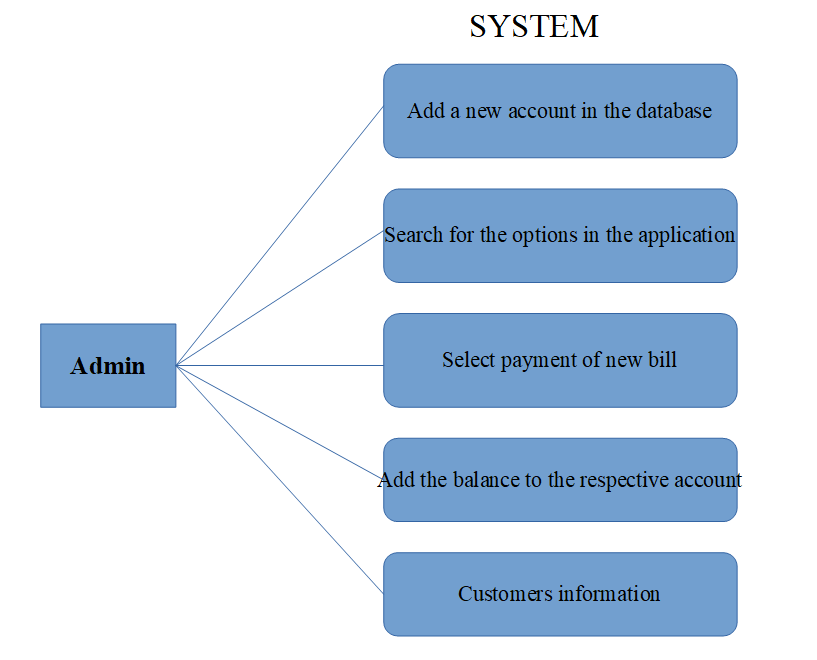 SYSTEM
Add a new account in the database
Search for the options in the application
Select payment of new bill
Admin
Add the balance to the respective account
Customers information